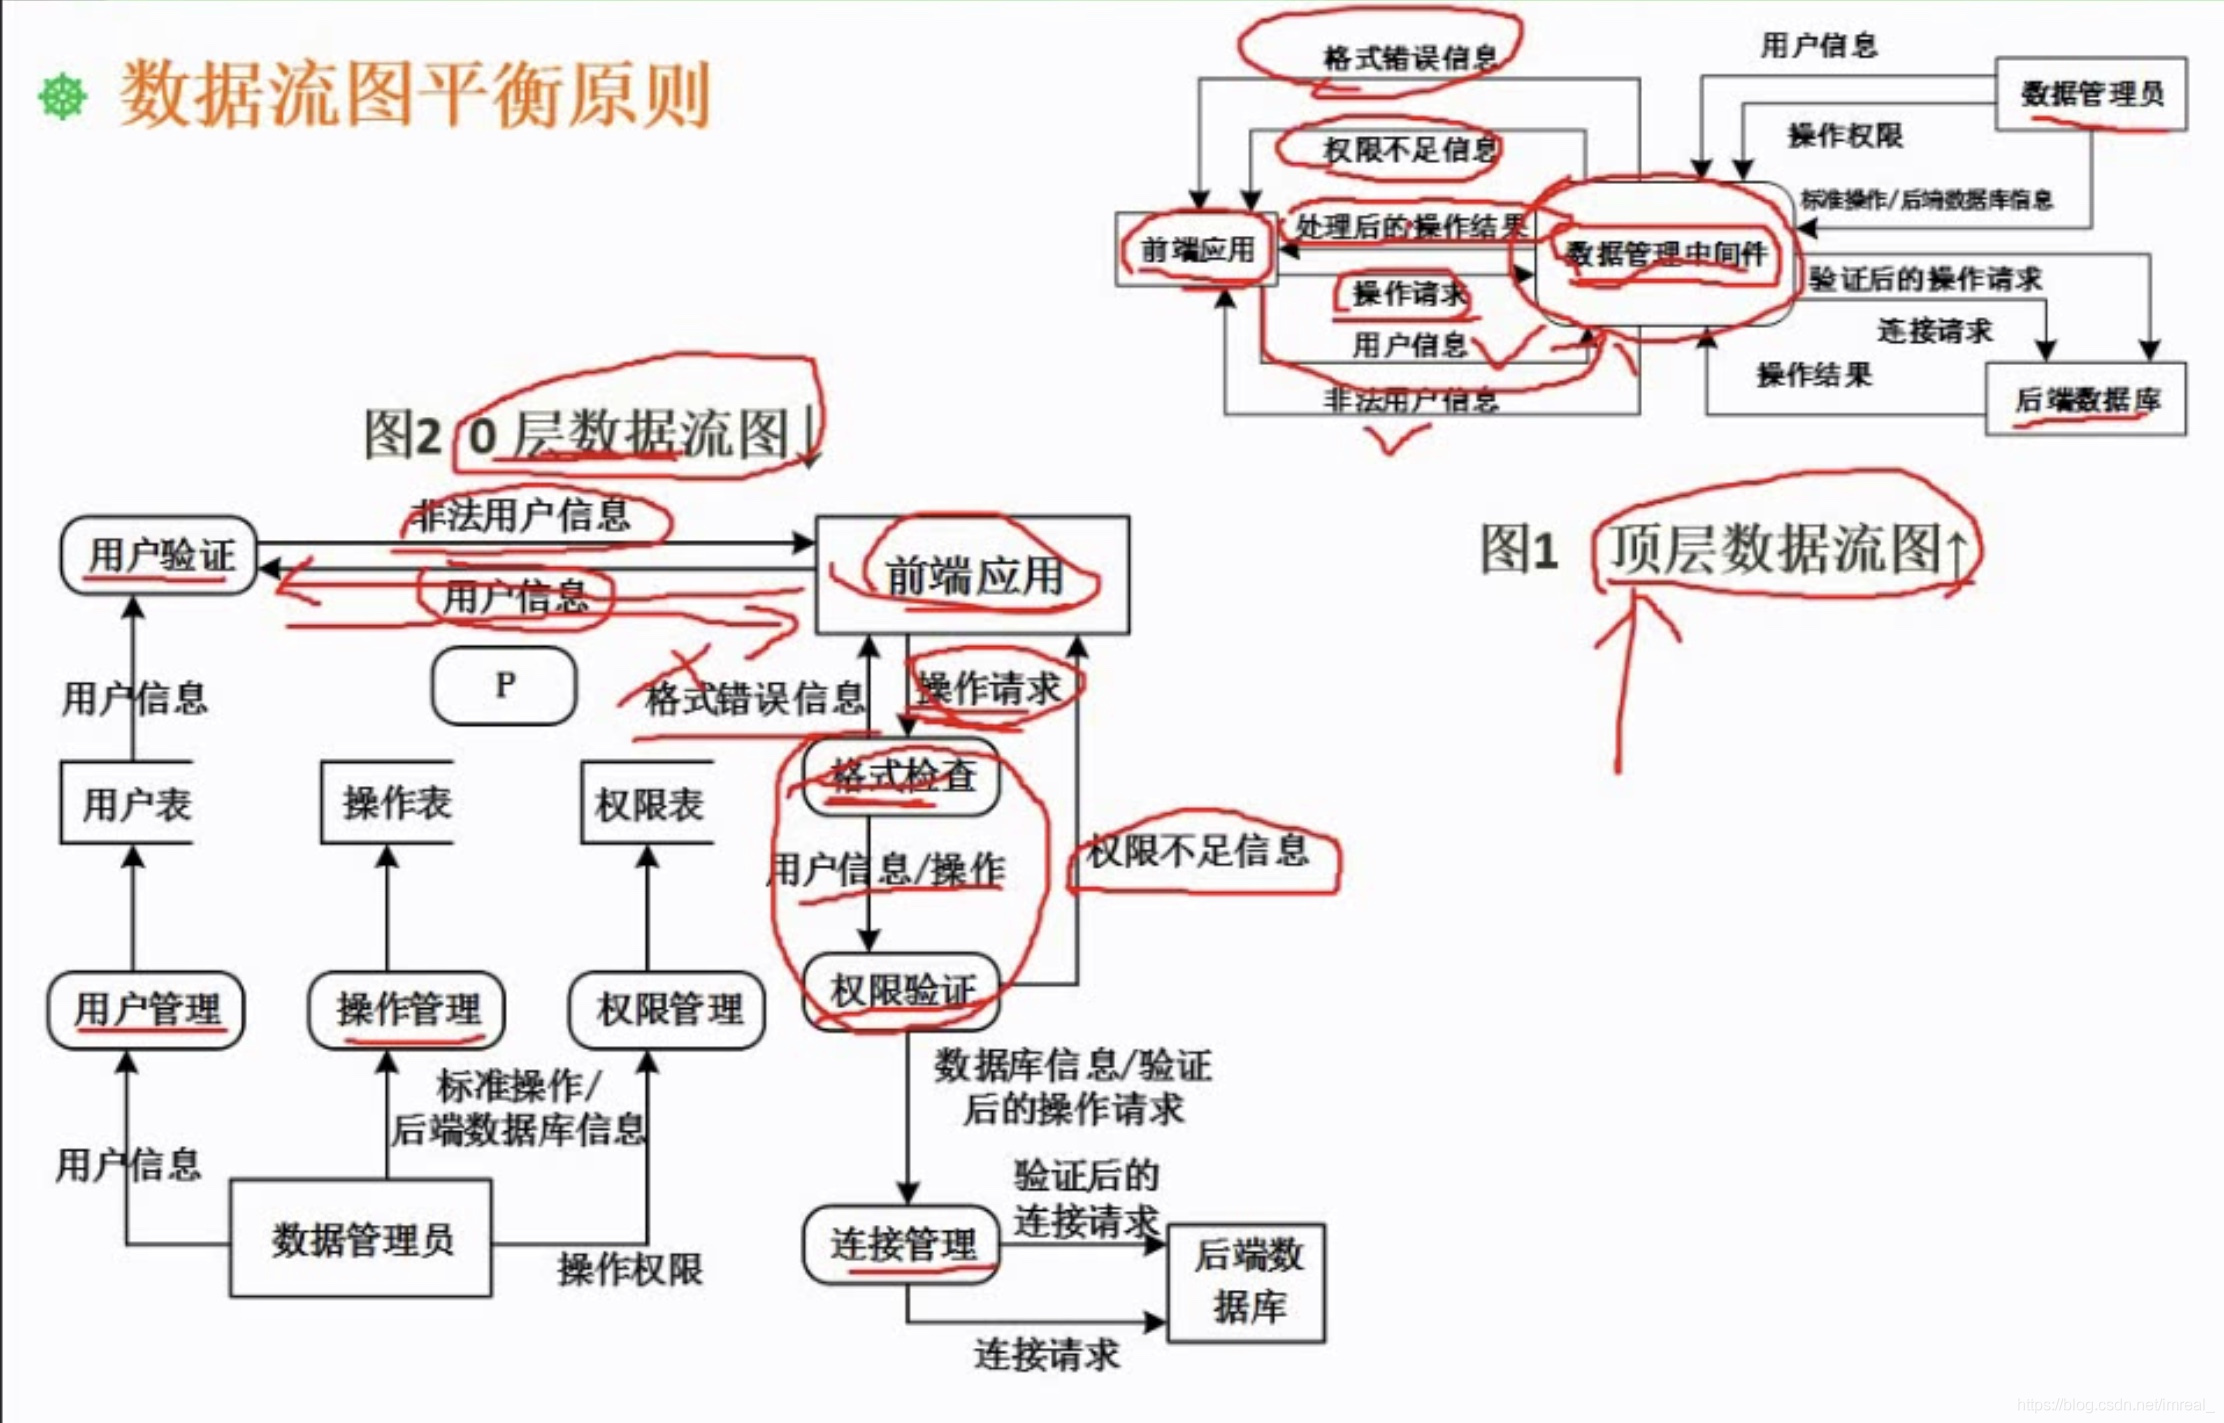 数据流图平衡原则
格式错误信息
用户信息
数据管理员
权限不足信息
操作权限
标准操作/后端数据库信息
处理后的操作结果
前端应用
数据管理中间件
操作请求
验证后的操作请求
用户信息
连接请求
非法用户信息
操作结果
后端数据库
图2 0 层数据流图↓
图1 顶层数据流图↑
非法用户信息
用户验证
前端应用
用户信息
P
用户信息
格式错误信息
操作请求
用户表
操作表
权限表
格式检查
用户信息/操作
权限不足信息
用户管理
操作管理
权限管理
权限验证
标准操作/
后端数据库信息
数据库信息/验证
后的操作请求
用户信息
数据管理员
操作权限
验证后的
连接请求
连接管理
后端数
据库
连接请求
https://blog.csdn.net/imreal_